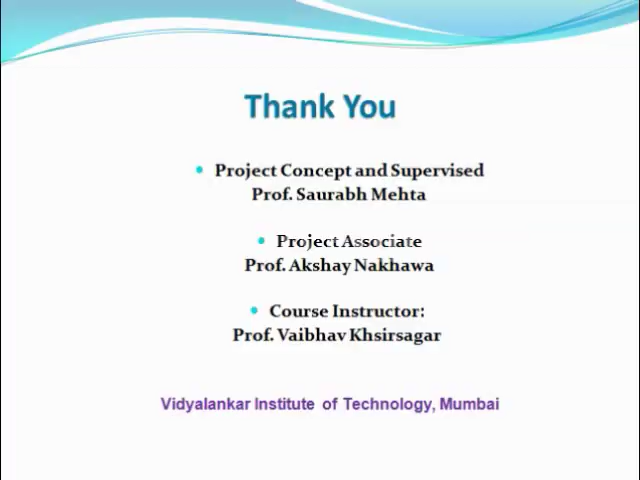 Thank You
• Project Concept and Supervised
Prof. Saurabh Mehta
• Project Associate
Prof. Akshay Nakhawa
• Course Instructor:
Prof. Vaibhav Khsirsagar
Vidyalankar Institute of Technology, Mumbai